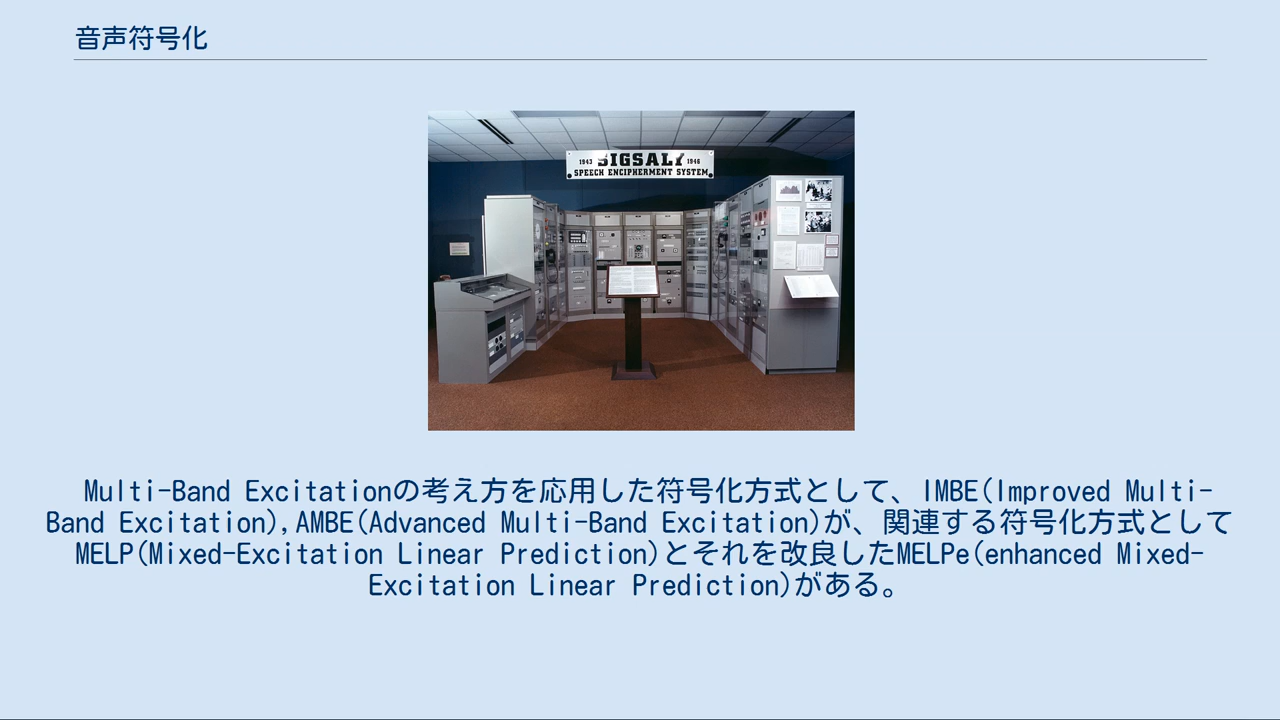 音声符号化
1943 SIGSALY 1946
SPEECH ENCIPHERMENT SYSTEM
Multi-Band Excitationの考え方を応用した符号化方式として、IMBE(Improved Multi-
Band Excitation),AMBE(Advanced Multi-Band Excitation)が、関連する符号化方式として
MELP(Mixed-Excitation Linear Prediction)とそれを改良したMELPe(enhanced Mixed-
Excitation Linear Prediction)がある。